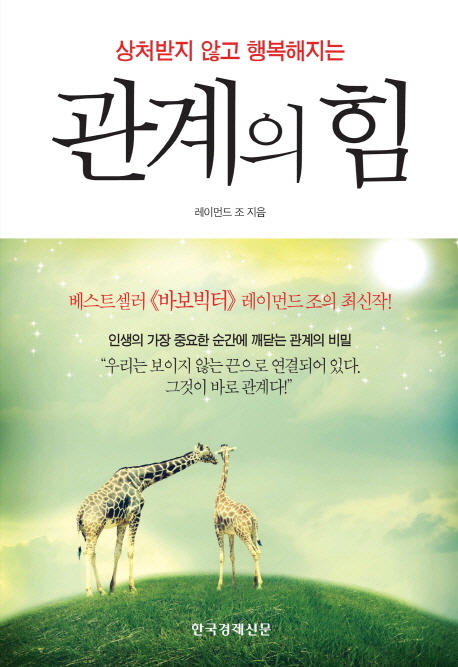 상처받지 않고 행복해지는
관계의 힘
레이먼드 조 지음
베스트셀러 《바보빅터》 레이먼드 조의 최신작!
인생의 가장 중요한 순간에 깨닫는 관계의 비밀
“우리는 보이지 않는 끈으로 연결되어 있다.
그것이 바로 관계다!”
한국경제신문